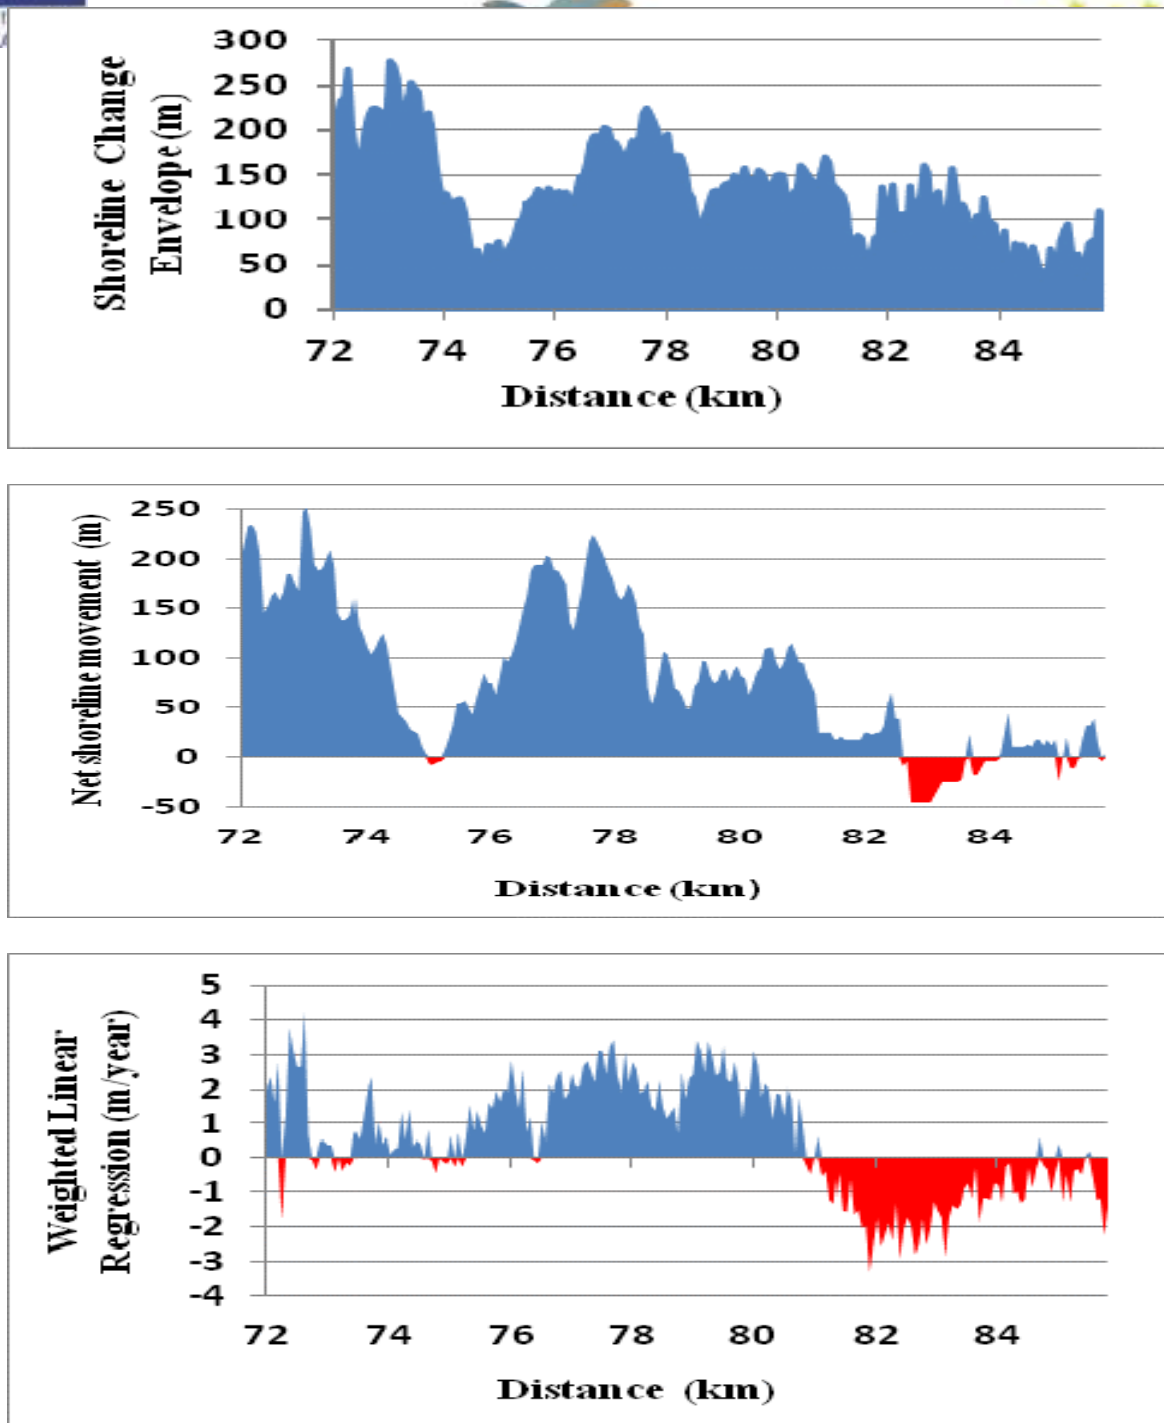 Shoreline Change
Envelope (m)
300
250
200
150
100
50
0
72 74 76 78 80 82 84
Distance (km)
Net shoreline movement (m)
250
200
150
100
50
0
-50
72 74 76 78 80 82 84
Distance (km)
Weighted Linear
Regression (m/year)
5
4
3
2
1
0
-1
-2
-3
-4
72 74 76 78 80 82 84
Distance (km)